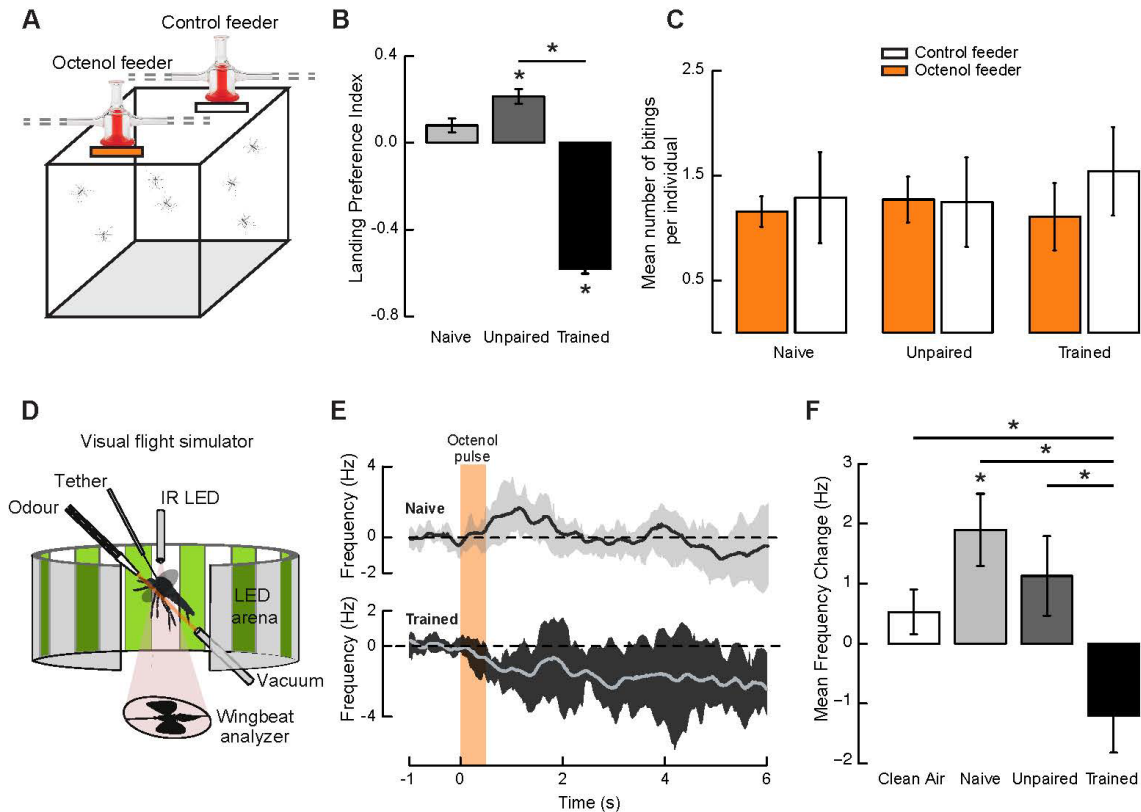 A
Control feeder
Octenol feeder
B
Landing Preference Index
0.4
0.0
-0.4
-0.8
*
*
*
Naive Unpaired Trained
C
Control feeder
Octenol feeder
Mean number of bitings
per individual
2.5
1.5
0.5
Naive Unpaired Trained
D
Visual flight simulator
Tether
Odour
IR LED
LED
arena
Vacuum
Wingbeat
analyzer
E
Octenol
pulse
Frequency (Hz)
4
0
-2
Naive
Frequency (Hz)
2
0
-4
Trained
-1 0 2 4 6
Time (s)
F
Mean Frequency Change (Hz)
3
2
1
0
−1
−2
*
*
*
*
Clean Air Naive Unpaired Trained